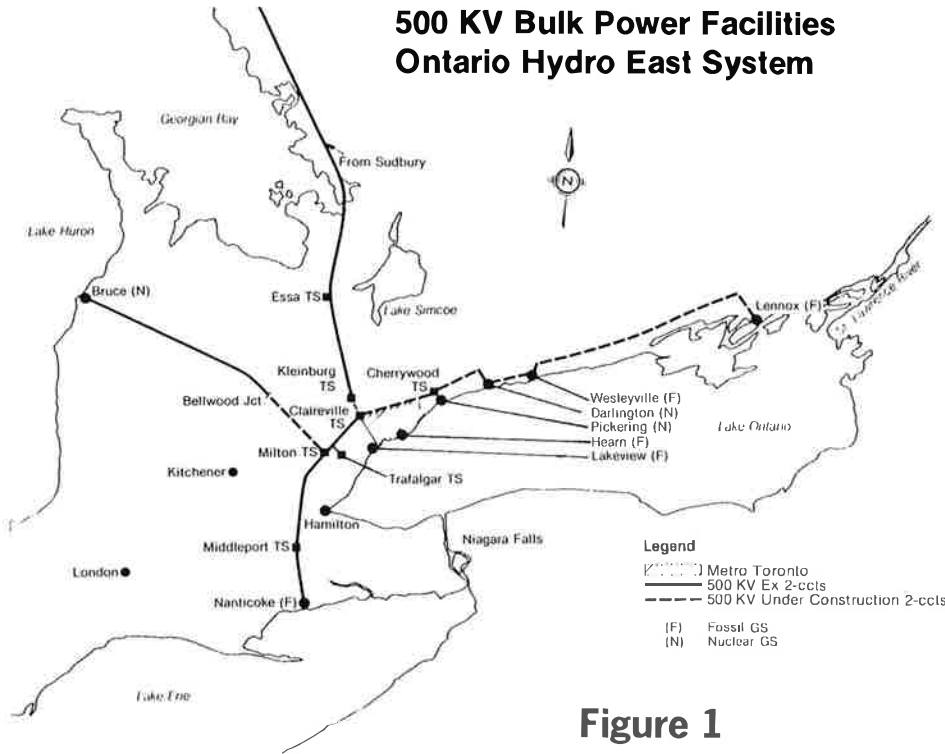 500 KV Bulk Power Facilities
Ontario Hydro East System
Georgian Bay
From Sudbury
N
Lake Huron
Bruce (N)
Essa TS
Lake Simcoe
Lennox (F)
St. Lawrence River
Kleinburg
TS
Cherrywood
TS
Bellwood Jct.
Claireville
TS
Wesleyville (F)
Darlington (N)
Pickering (N)
Hearn (F)
Lakeview (F)
Lake Ontario
Milton TS
Kitchener
Trafalgar TS
Hamilton
Middleport TS
Niagara Falls
London
Nanticoke (F)
Lake Erie
Legend
Metro Toronto
500 KV Ex 2-ccts
500 KV Under Construction 2-ccts
(F) Fossil GS
(N) Nuclear GS
Figure 1